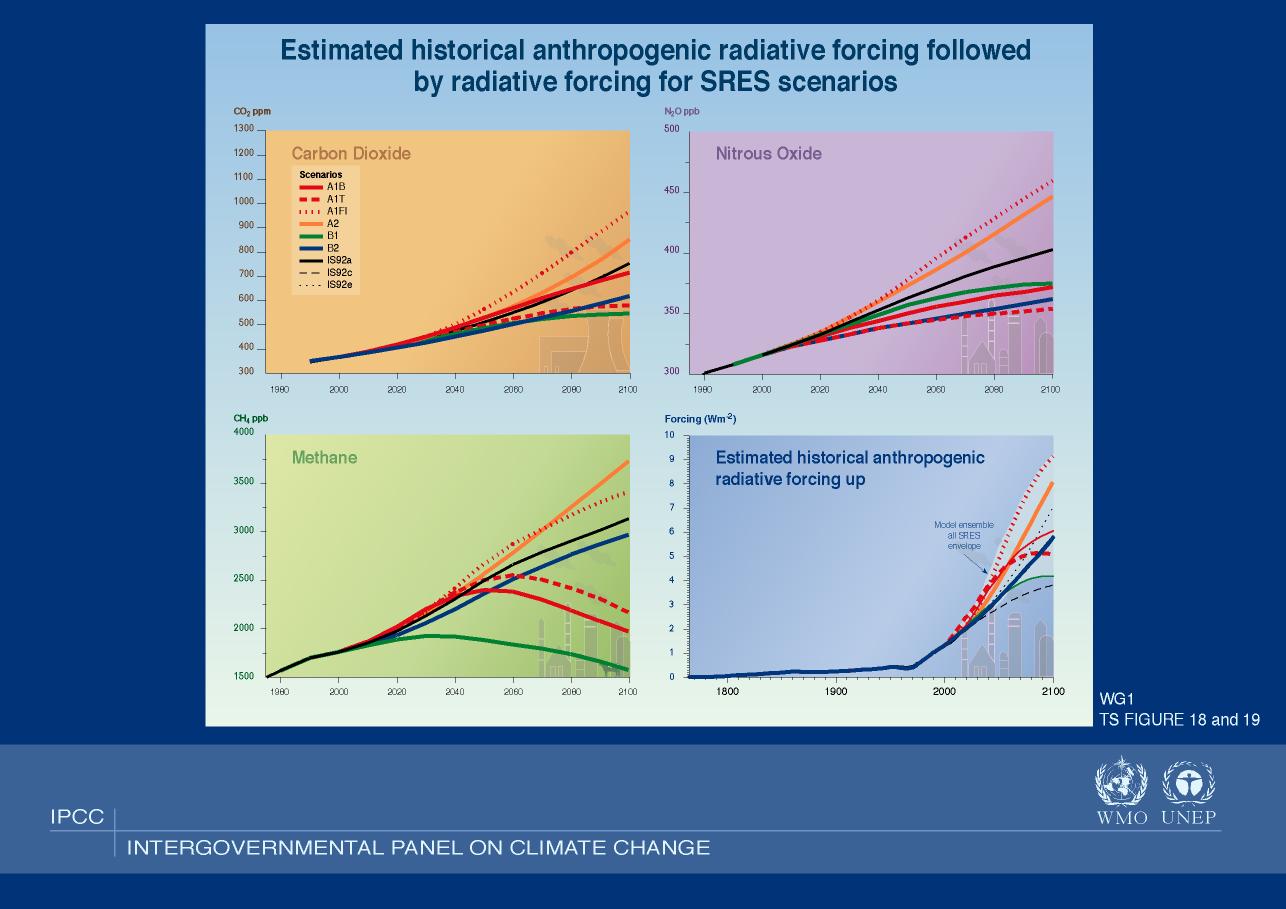 Estimated historical anthropogenic radiative forcing followed
by radiative forcing for SRES scenarios
CO₂ ppm
1300
1200
1100
1000
900
800
700
600
500
400
300
Carbon Dioxide
Scenarios
A1B
A1T
A1FI
A2
B1
B2
IS92a
IS92c
IS92e
1980
2000
2020
2040
2060
2080
2100
N₂O ppb
500
450
400
350
300
Nitrous Oxide
1980
2000
2020
2040
2060
2080
2100
CH₄ ppb
4000
3500
3000
2500
2000
1500
Methane
1980
2000
2020
2040
2060
2080
2100
Forcing (Wm⁻²)
10
9
8
7
6
5
4
3
2
1
0
Estimated historical anthropogenic
radiative forcing up
Model ensemble
all SRES
envelope
1800
1900
2000
2100
WG1
TS FIGURE 18 and 19
WMO UNEP
IPCC
INTERGOVERNMENTAL PANEL ON CLIMATE CHANGE